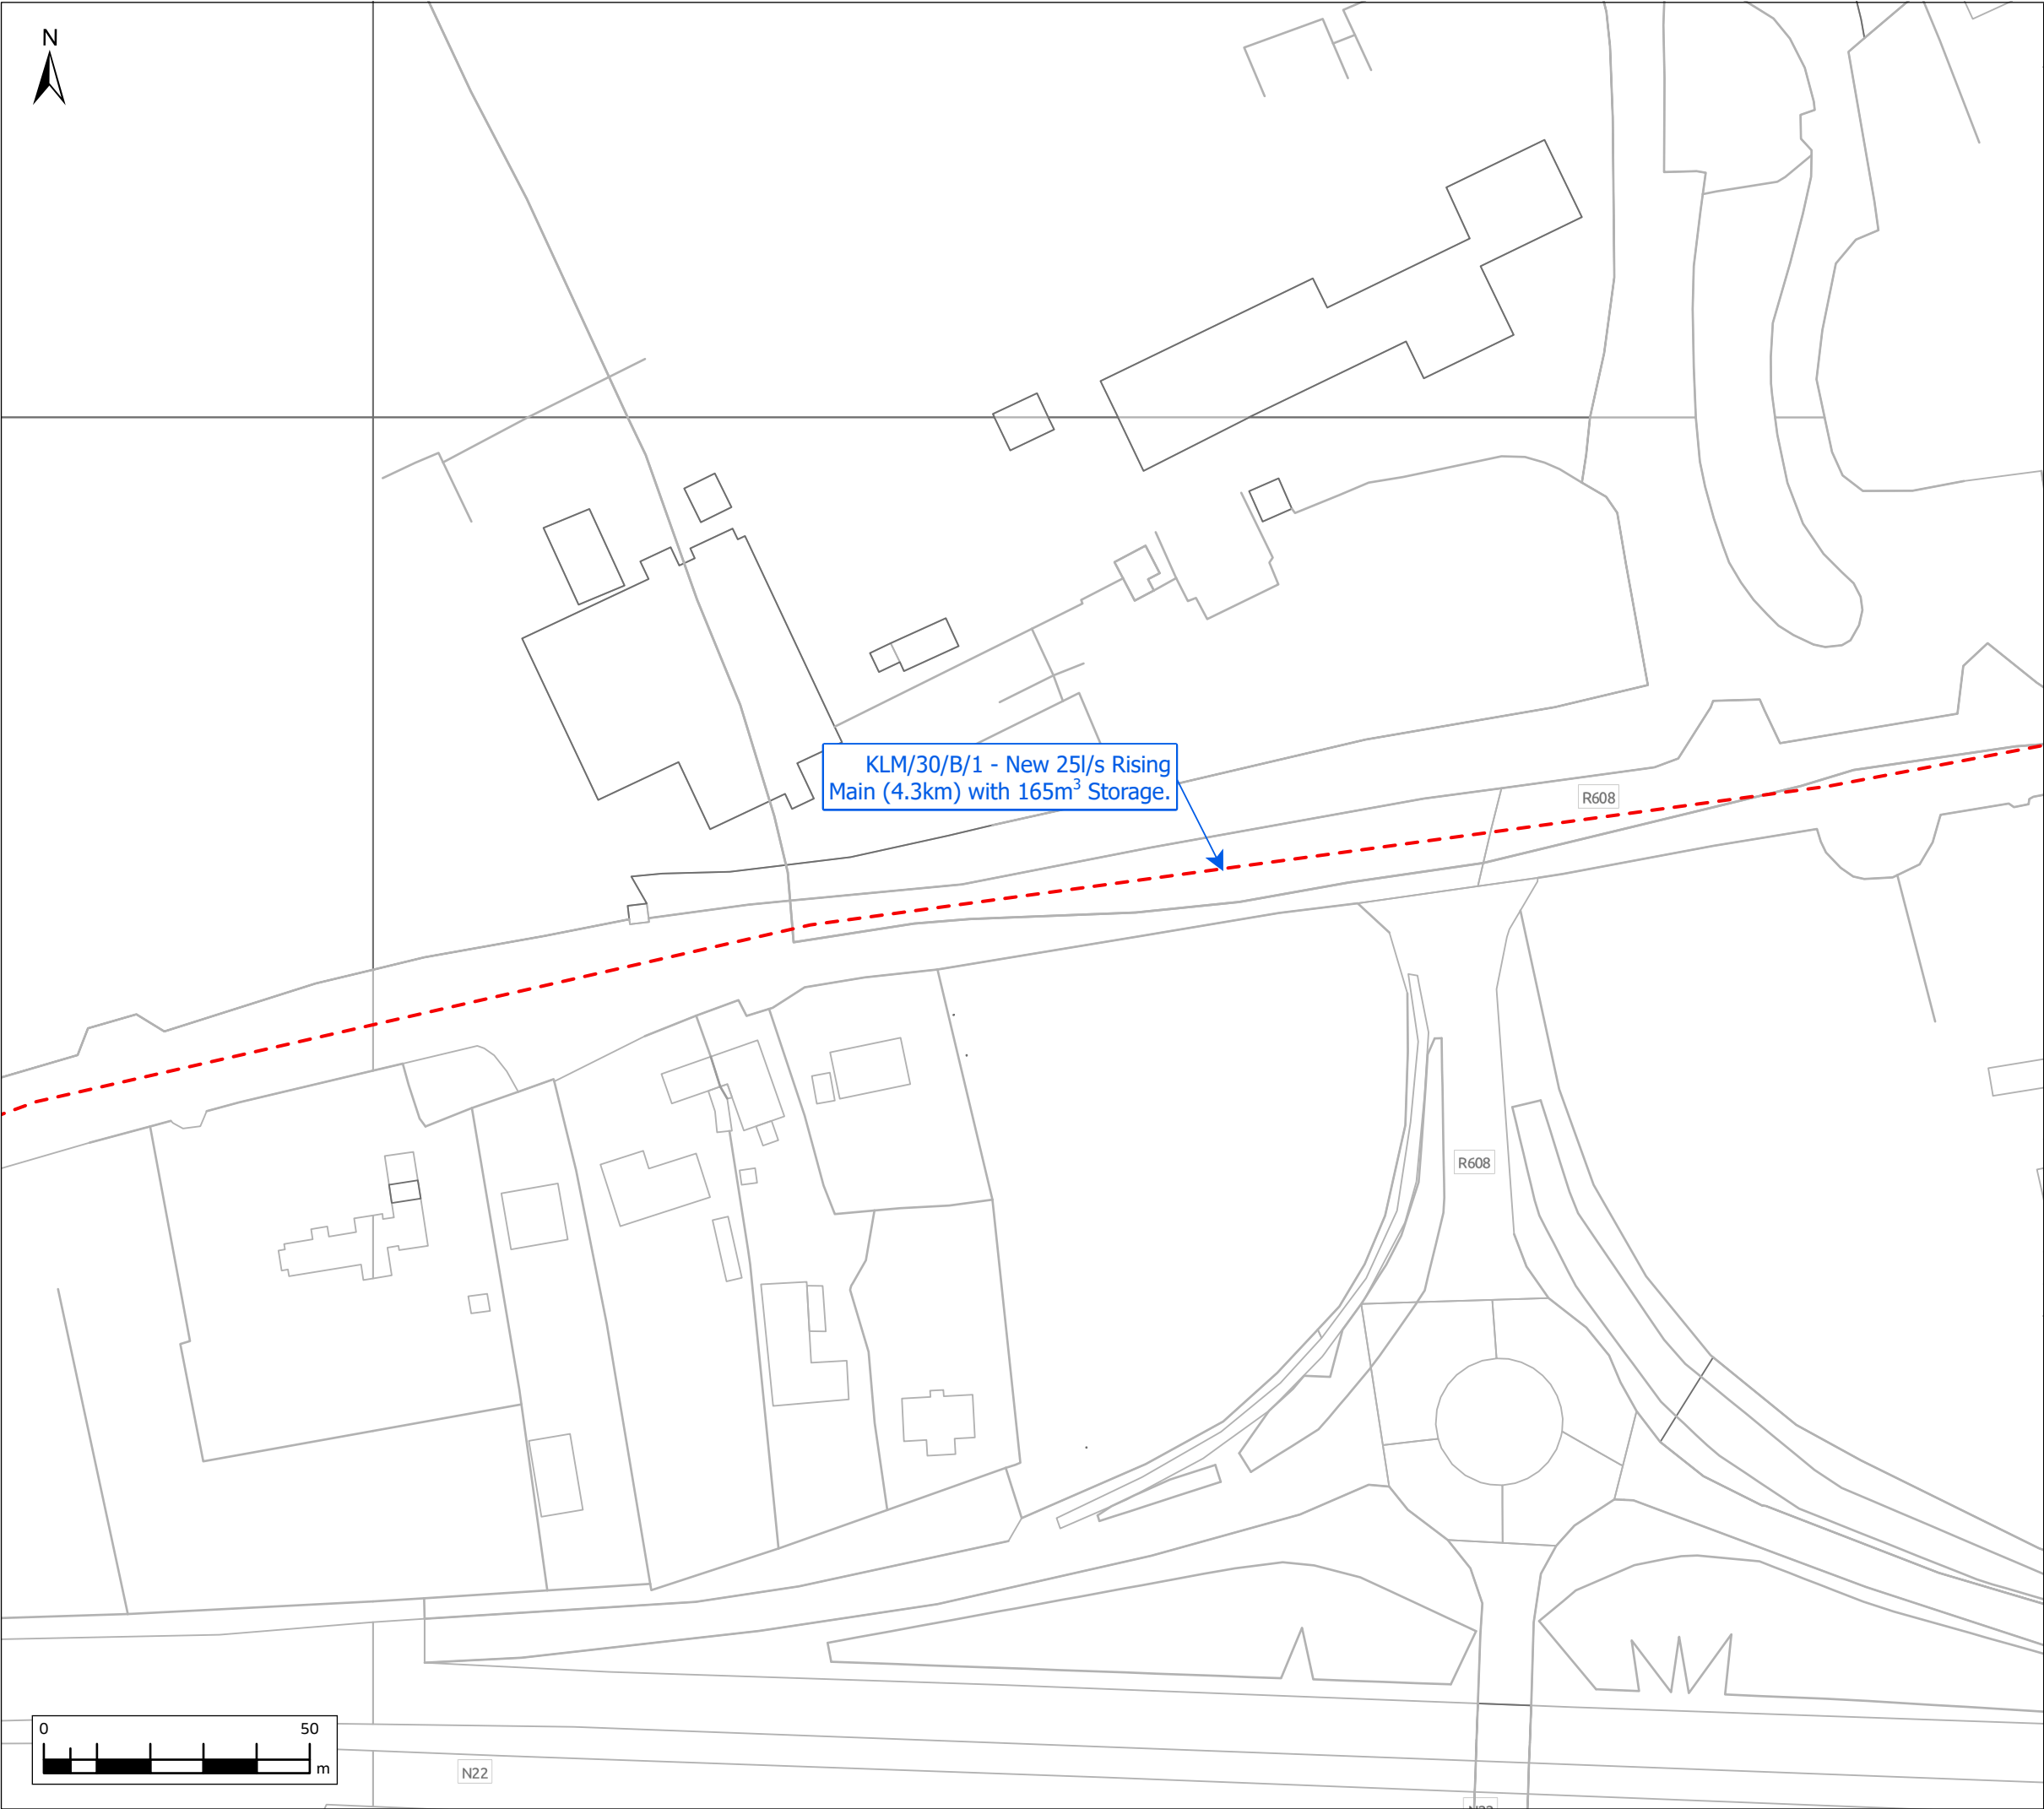 N
KLM/30/B/1 - New 25l/s Rising
Main (4.3km) with 165m³ Storage.
R608
R608
0 50
m
N22